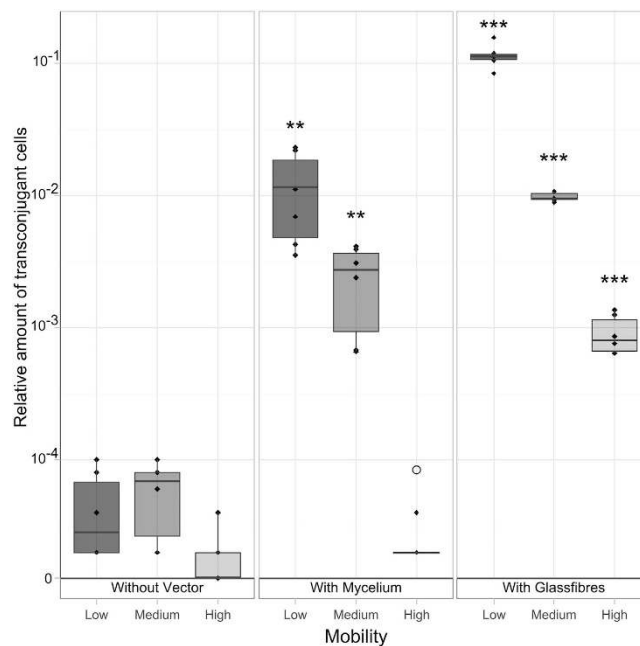 Relative amount of transconjugant cells
10⁻¹
10⁻²
10⁻³
10⁻⁴
0
** 
**
***
***
***
Without Vector With Mycelium With Glassfibres
Low Medium High Low Medium High Low Medium High
Mobility